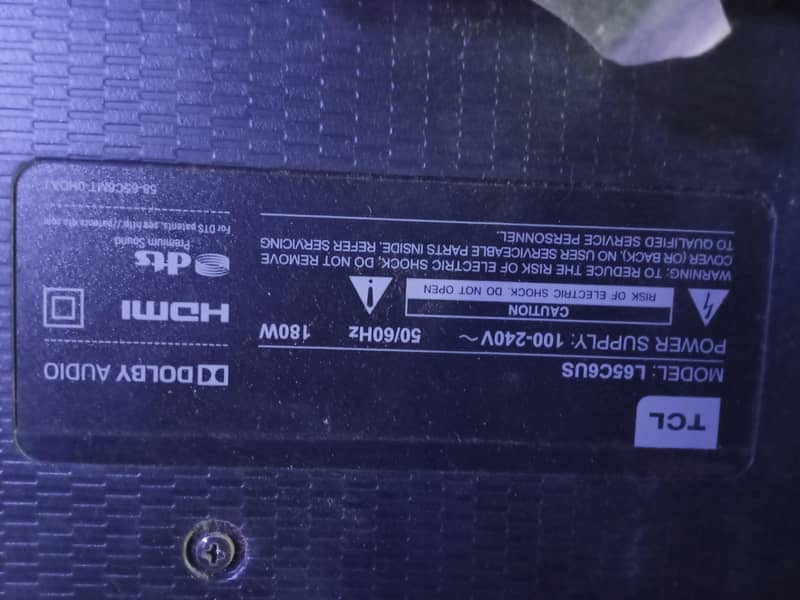 TCL
MODEL: L65C6US
POWER SUPPLY: 100-240V~ 50/60Hz 180W
CAUTION
RISK OF ELECTRIC SHOCK. DO NOT OPEN
WARNING: TO REDUCE THE RISK OF ELECTRIC SHOCK, DO NOT REMOVE
COVER (OR BACK), NO USER SERVICEABLE PARTS INSIDE. REFER SERVICING
TO QUALIFIED SERVICE PERSONNEL.
DOLBY AUDIO
HDMI
dts
Premium Sound
For DTS patents, see http://patents.dts.com
58-65C6MT-0HDAJ